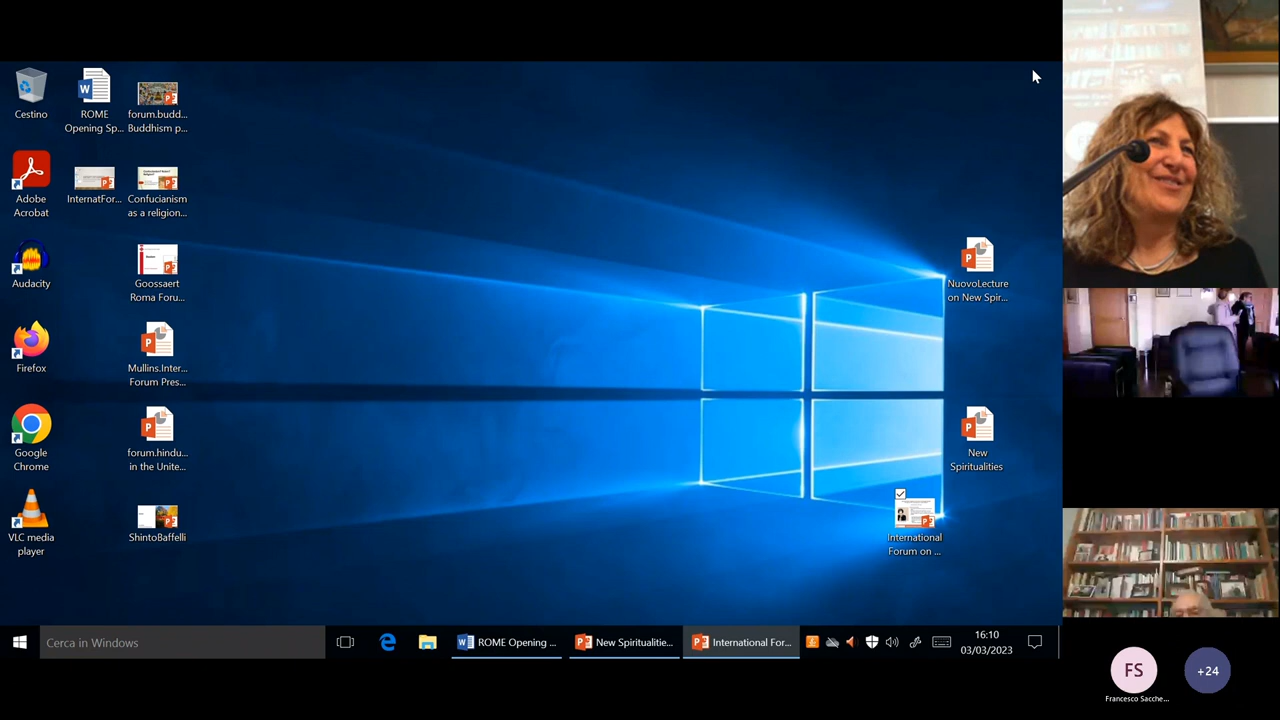 Cestino
ROME
Opening Sp...
forum.budd...
Buddhism p...
Adobe
Acrobat
InternatFor...
Confucianism
as a religion...
Audacity
Goossaert
Roma Foru...
NuovoLecture
on New Spir...
Firefox
Mullins.Inter...
Forum Pres...
Google
Chrome
forum.hindu...
in the Unite...
New
Spiritualities
VLC media
player
ShintoBaffelli
International
Forum on ...
Cerca in Windows
ROME Opening ...
New Spiritualitie...
International For...
16:10
03/03/2023
FS
+24
Francesco Sacche...